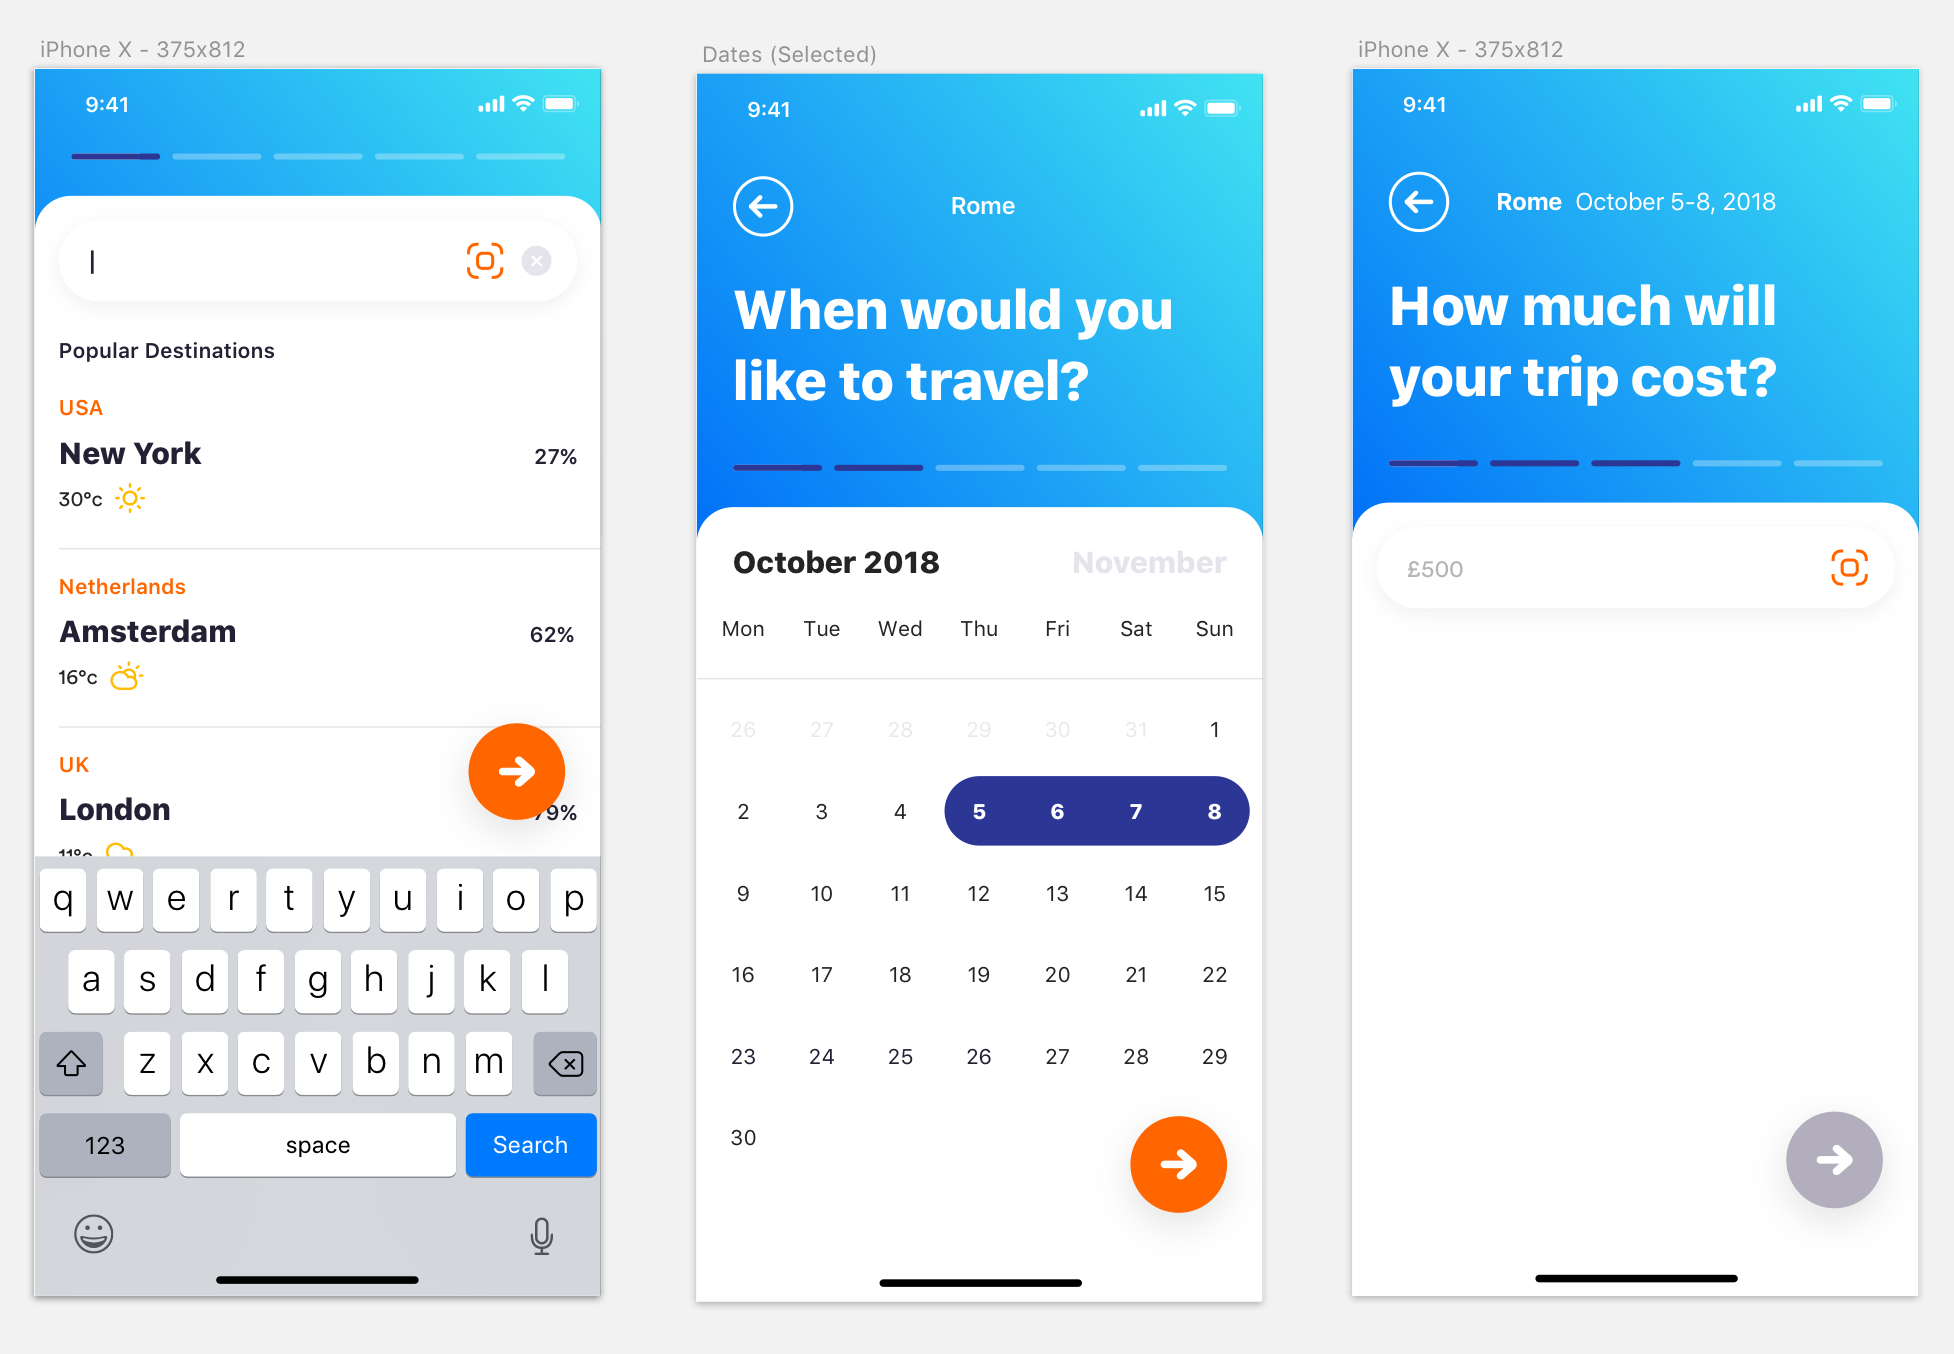 iPhone X - 375x812
9:41
Popular Destinations
USA
New York 27%
30°c
Netherlands
Amsterdam 62%
16°c
UK
London 79%
11°c
q w e r t y u i o p
a s d f g h j k l
z x c v b n m
123 space Search
Dates (Selected)
9:41
Rome
When would you
like to travel?
October 2018 November
Mon Tue Wed Thu Fri Sat Sun
26 27 28 29 30 31 1
2 3 4 5 6 7 8
9 10 11 12 13 14 15
16 17 18 19 20 21 22
23 24 25 26 27 28 29
30
iPhone X - 375x812
9:41
Rome October 5-8, 2018
How much will
your trip cost?
£500